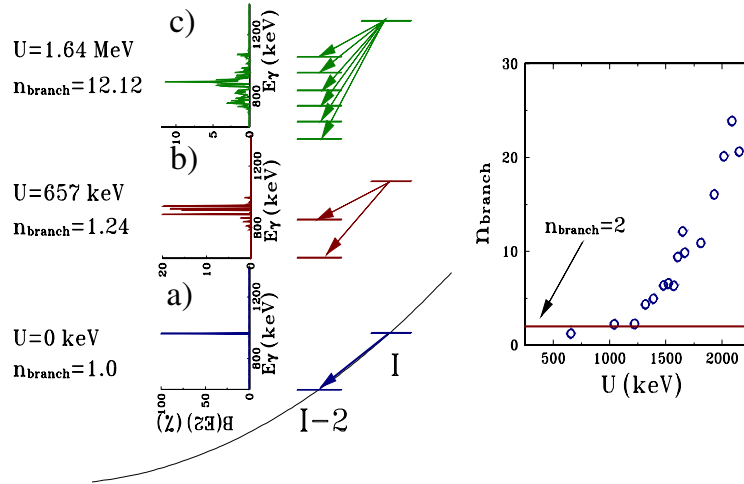 c)
U=1.64 MeV
n_branch=12.12
1200
800
Eγ (keV)
10
5
0
b)
U=657 keV
n_branch=1.24
1200
800
Eγ (keV)
20
10
0
a)
U=0 keV
n_branch=1.0
1200
800
Eγ (keV)
100
50
0
B(E2) (%)
I
I−2
30
20
10
0
n_branch
n_branch=2
500
1000
1500
2000
U (keV)